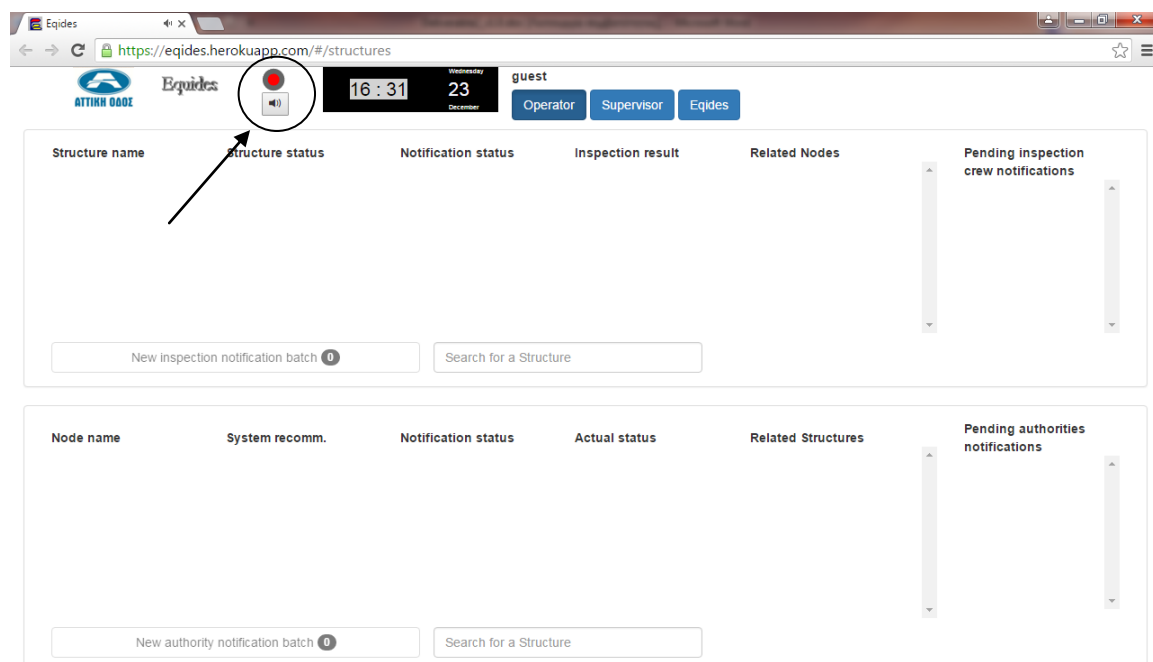 Eqides
https://eqides.herokuapp.com/#/structures
ΑΤΤΙΚΗ ΟΔΟΣ
Equides
16 : 31
Wednesday
23
December
guest
Operator Supervisor Eqides
Structure name Structure status Notification status Inspection result Related Nodes Pending inspection
crew notifications
New inspection notification batch 0 Search for a Structure
Node name System recomm. Notification status Actual status Related Structures Pending authorities
notifications
New authority notification batch 0 Search for a Structure